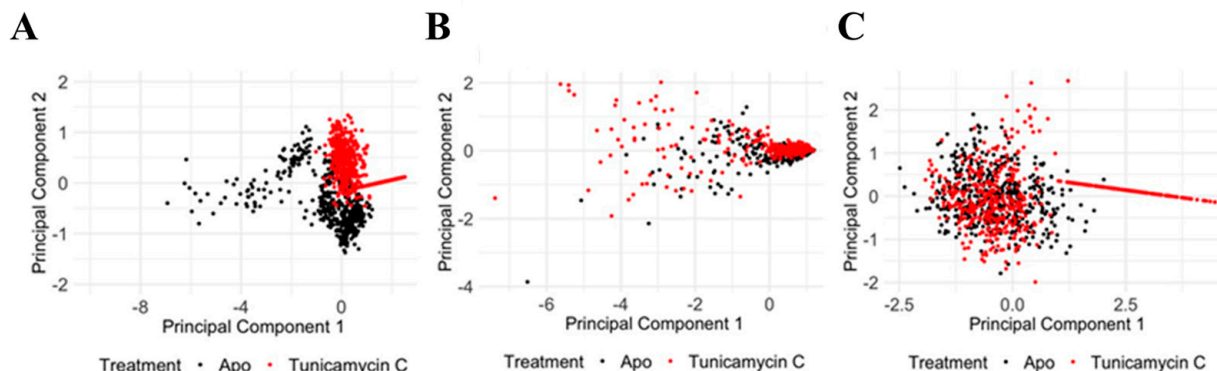 A
B
C
Principal Component 2
2
1
0
-1
-2
-8
-4
0
Principal Component 1
Treatment • Apo • Tunicamycin C
Principal Component 2
2
0
-2
-4
-6
-4
-2
0
Principal Component 1
Treatment • Apo • Tunicamycin C
Principal Component 2
2
1
0
-1
-2
-2.5
0.0
2.5
Principal Component 1
Treatment • Apo • Tunicamycin C